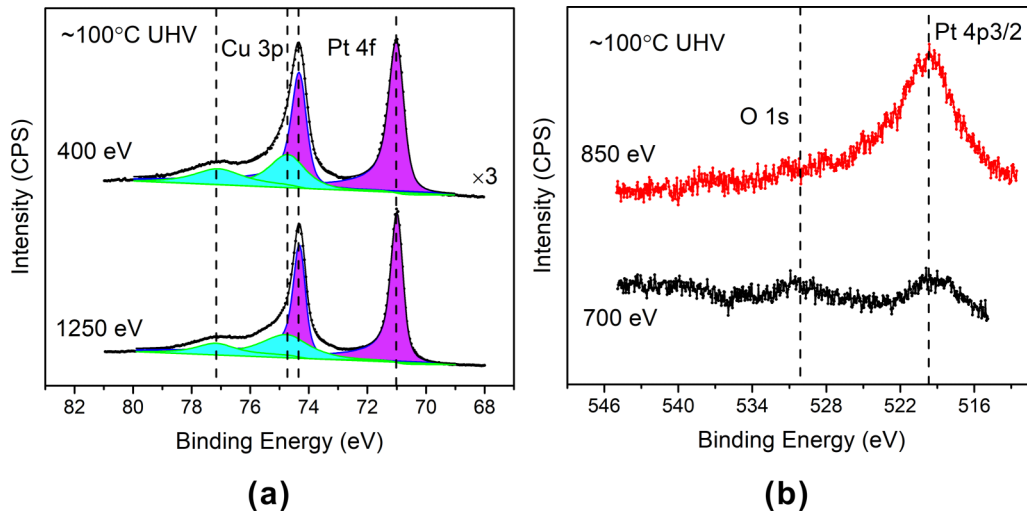 ~100°C UHV
Cu 3p
Pt 4f
400 eV
×3
1250 eV
Intensity (CPS)
82 80 78 76 74 72 70 68
Binding Energy (eV)
(a)
~100°C UHV
Pt 4p3/2
O 1s
850 eV
700 eV
Intensity (CPS)
546 540 534 528 522 516
Binding Energy (eV)
(b)